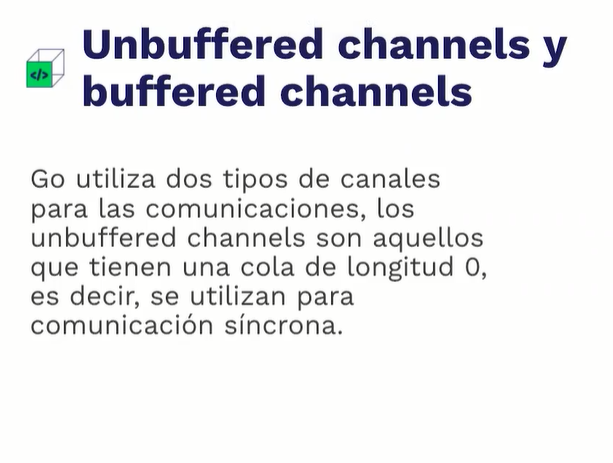 Unbuffered channels y
buffered channels
</>
Go utiliza dos tipos de canales
para las comunicaciones, los
unbuffered channels son aquellos
que tienen una cola de longitud 0,
es decir, se utilizan para
comunicación síncrona.